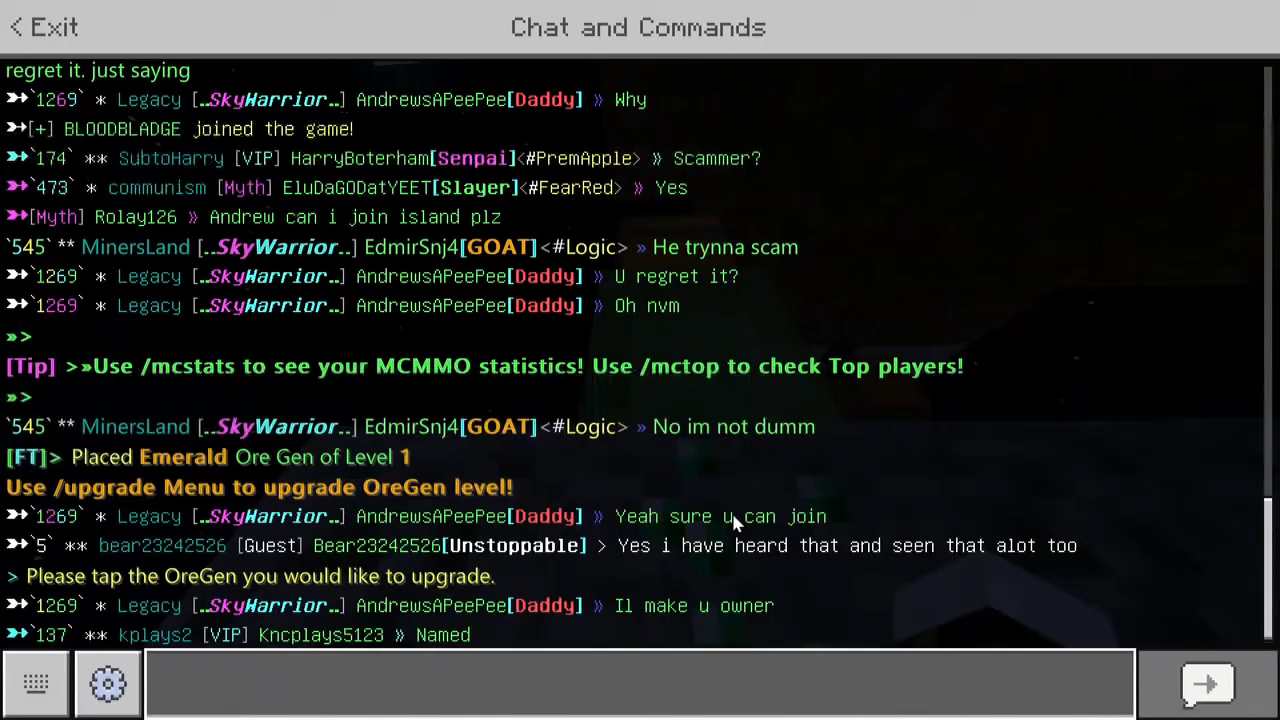 < Exit
Chat and Commands
regret it. just saying
➳`1269` * Legacy [..SkyWarrior..] AndrewsAPeePee[Daddy] » Why
➳[+] BLOODBLADGE joined the game!
➳`174` ** SubtoHarry [VIP] HarryBoterham[Senpai]<#PremApple> » Scammer?
➳`473` * communism [Myth] EluDaGODatYEET[Slayer]<#FearRed> » Yes
➳[Myth] Rolay126 » Andrew can i join island plz
`545` ** MinersLand [..SkyWarrior..] EdmirSnj4[GOAT]<#Logic> » He trynna scam
➳`1269` * Legacy [..SkyWarrior..] AndrewsAPeePee[Daddy] » U regret it?
➳`1269` * Legacy [..SkyWarrior..] AndrewsAPeePee[Daddy] » Oh nvm
»>
[Tip] >»Use /mcstats to see your MCMMO statistics! Use /mctop to check Top players!
»>
`545` ** MinersLand [..SkyWarrior..] EdmirSnj4[GOAT]<#Logic> » No im not dumm
[FT]> Placed Emerald Ore Gen of Level 1
Use /upgrade Menu to upgrade OreGen level!
➳`1269` * Legacy [..SkyWarrior..] AndrewsAPeePee[Daddy] » Yeah sure u can join
➳`5` ** bear23242526 [Guest] Bear23242526[Unstoppable] > Yes i have heard that and seen that alot too
> Please tap the OreGen you would like to upgrade.
➳`1269` * Legacy [..SkyWarrior..] AndrewsAPeePee[Daddy] » Il make u owner
➳`137` ** kplays2 [VIP] Kncplays5123 » Named